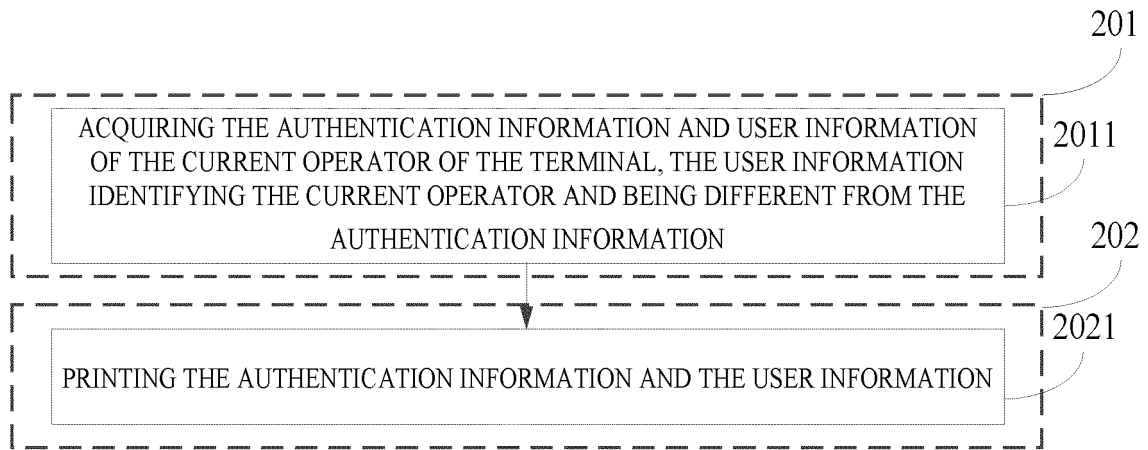 201
ACQUIRING THE AUTHENTICATION INFORMATION AND USER INFORMATION
OF THE CURRENT OPERATOR OF THE TERMINAL, THE USER INFORMATION
IDENTIFYING THE CURRENT OPERATOR AND BEING DIFFERENT FROM THE
AUTHENTICATION INFORMATION
2011
202
2021
PRINTING THE AUTHENTICATION INFORMATION AND THE USER INFORMATION